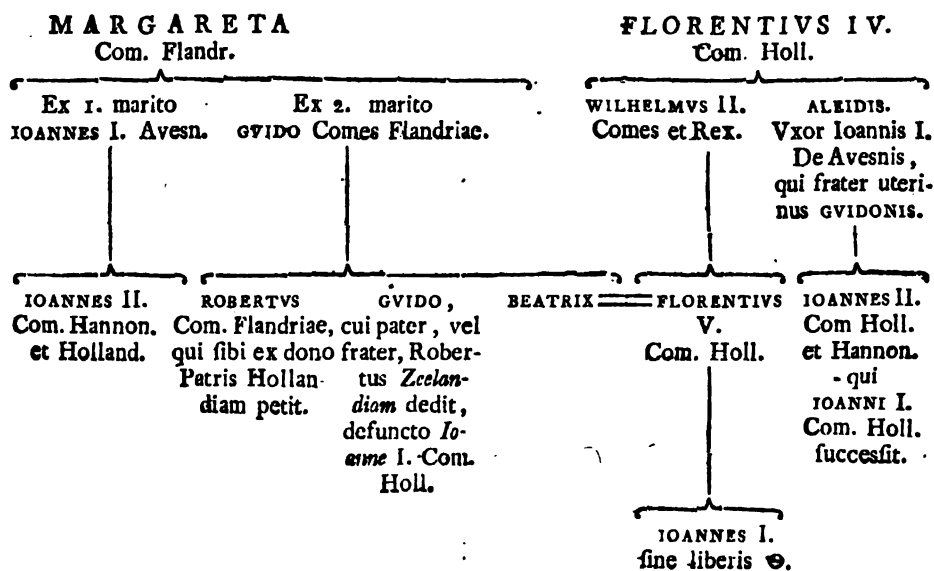 MARGARETA
Com. Flandr.
Ex 1. marito
IOANNES I. Avesn.
Ex 2. marito
GVIDO Comes Flandriae.
FLORENTIVS IV.
Com. Holl.
WILHELMVS II.
Comes et Rex.
ALEIDIS.
Vxor Ioannis I.
De Avesnis,
qui frater uteri-
nus GVIDONIS.
IOANNES II.
Com. Hannon.
et Holland.
ROBERTVS
Com. Flandriae,
qui ſibi ex dono
Patris Hollan-
diam petit.
GVIDO,
cui pater, vel
frater, Rober-
tus Zeelan-
diam dedit,
defuncto Io-
anne I. Com.
Holl.
BEATRIX
FLORENTIVS
V.
Com. Holl.
IOANNES II.
Com Holl.
et Hannon.
qui
IOANNI I.
Com. Holl.
ſucceſſit.
IOANNES I.
ſine liberis